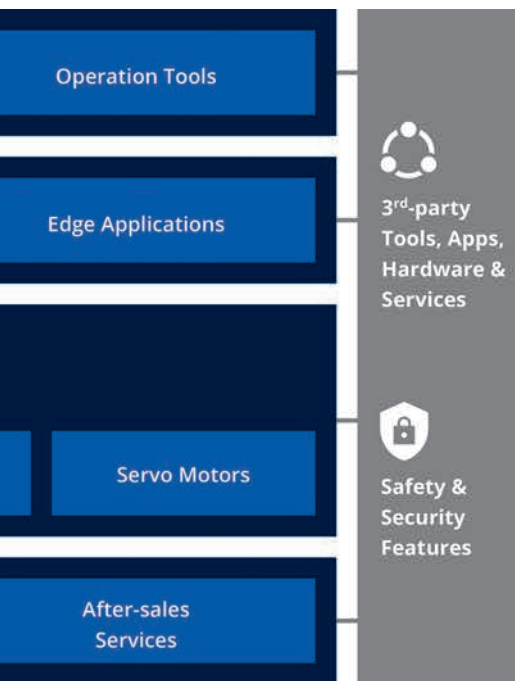 Operation Tools
Edge Applications
Servo Motors
After-sales
Services
3rd-party
Tools, Apps,
Hardware &
Services
Safety &
Security
Features